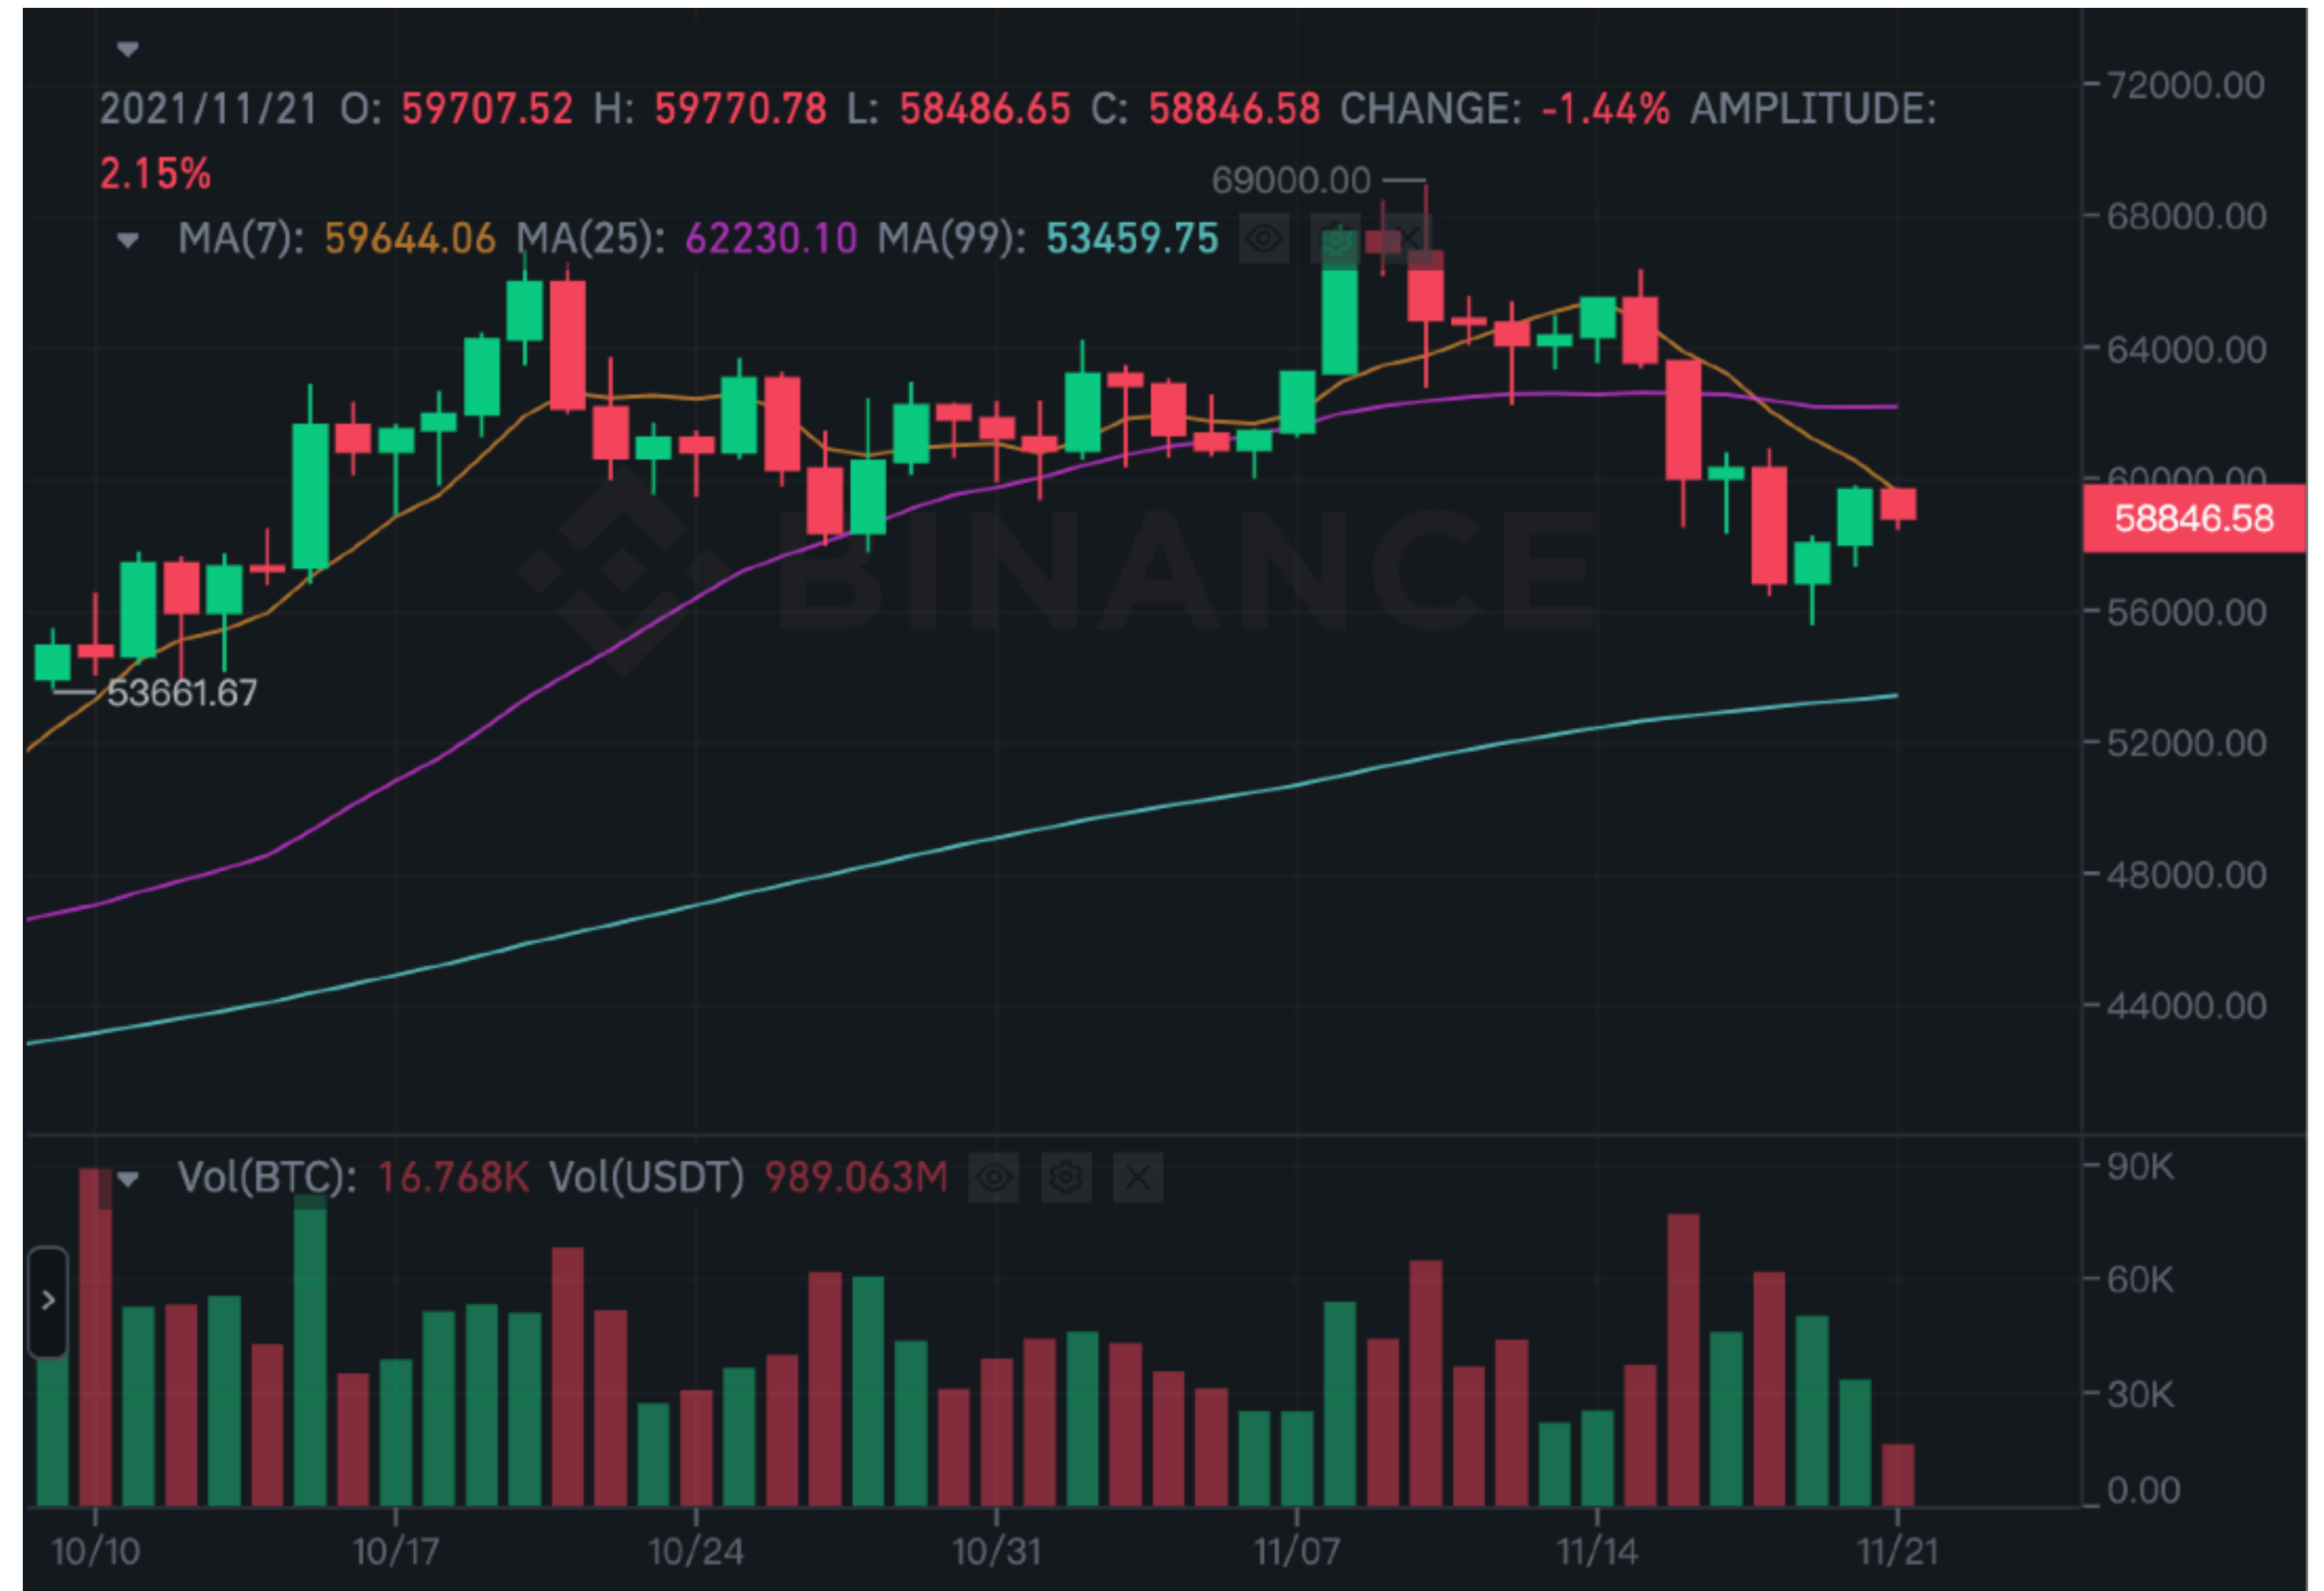 2021/11/21 O: 59707.52 H: 59770.78 L: 58486.65 C: 58846.58 CHANGE: -1.44% AMPLITUDE:
2.15%
MA(7): 59644.06 MA(25): 62230.10 MA(99): 53459.75
69000.00
53661.67
BINANCE
72000.00
68000.00
64000.00
60000.00
58846.58
56000.00
52000.00
48000.00
44000.00
Vol(BTC): 16.768K Vol(USDT) 989.063M
90K
60K
30K
0.00
10/10 10/17 10/24 10/31 11/07 11/14 11/21